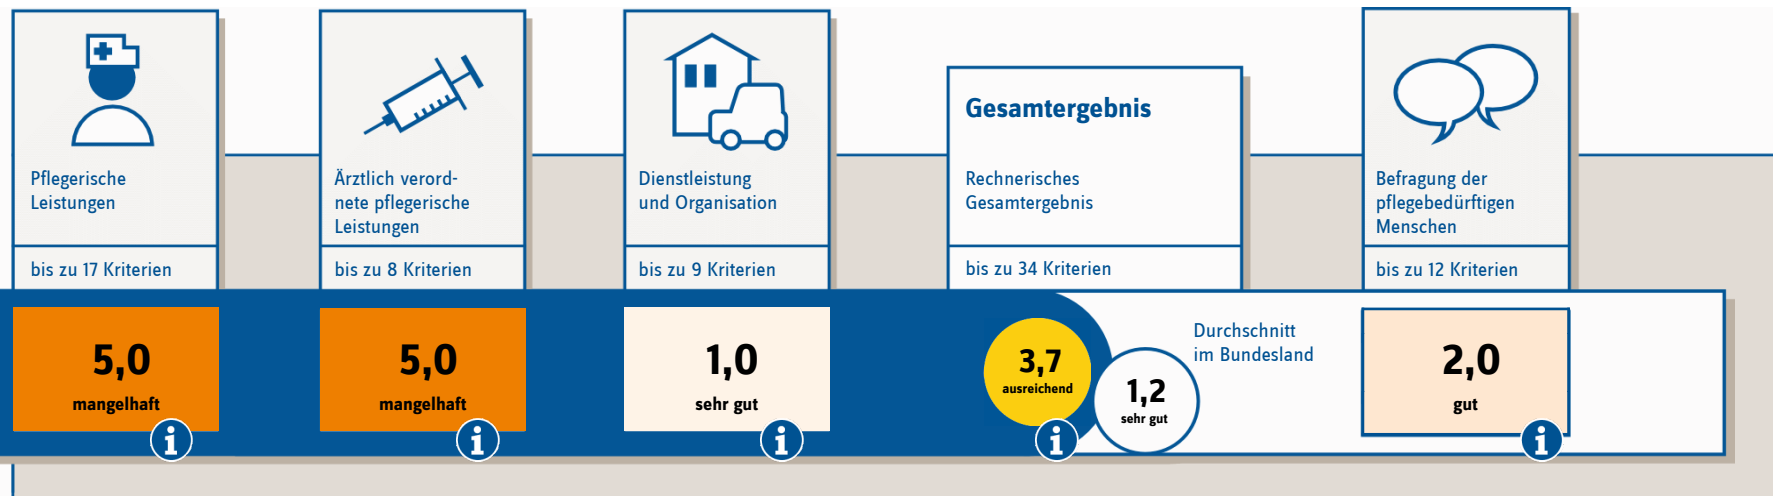 Pflegerische
Leistungen
bis zu 17 Kriterien
5,0
mangelhaft
i
Ärztlich verord-
nete pflegerische
Leistungen
bis zu 8 Kriterien
5,0
mangelhaft
i
Dienstleistung
und Organisation
bis zu 9 Kriterien
1,0
sehr gut
i
Gesamtergebnis
Rechnerisches
Gesamtergebnis
bis zu 34 Kriterien
3,7
ausreichend
i
Durchschnitt
im Bundesland
1,2
sehr gut
Befragung der
pflegebedürftigen
Menschen
bis zu 12 Kriterien
2,0
gut
i